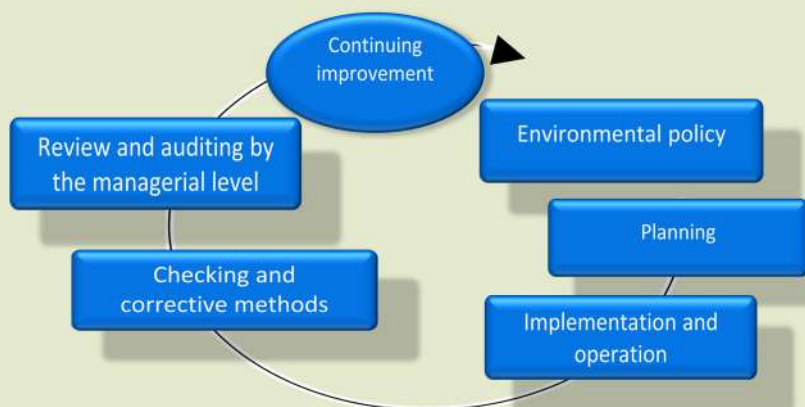 Continuing
improvement
Environmental policy
Planning
Implementation and
operation
Checking and
corrective methods
Review and auditing by
the managerial level